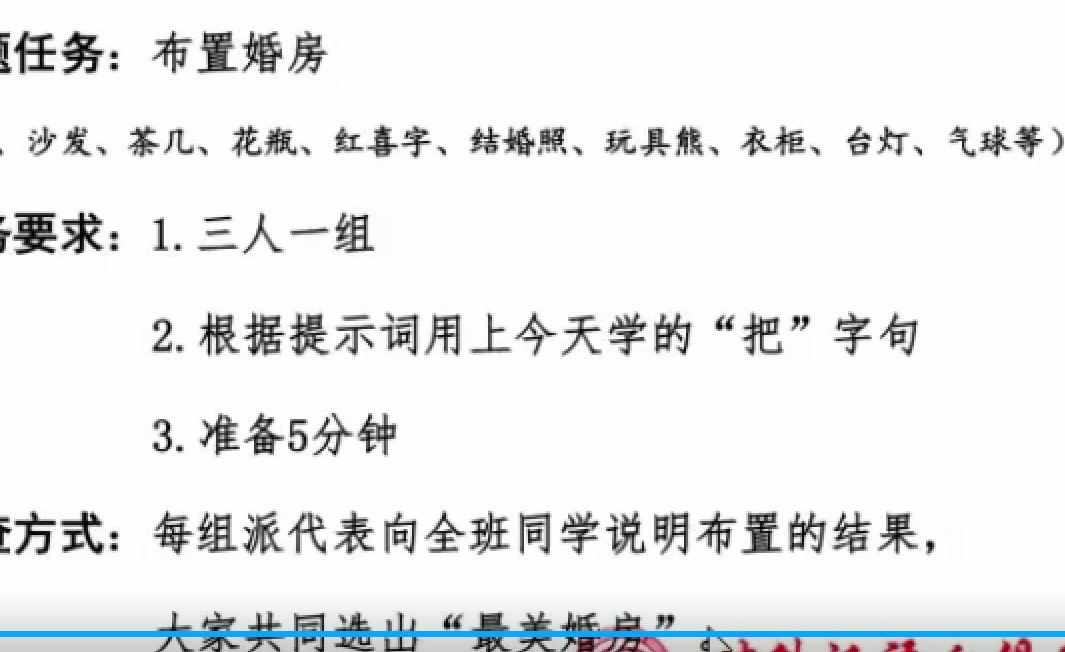 题任务：布置婚房
、沙发、茶几、花瓶、红喜字、结婚照、玩具熊、衣柜、台灯、气球等）
务要求：1.三人一组
2.根据提示词用上今天学的“把”字句
3.准备5分钟
查方式：每组派代表向全班同学说明布置的结果，
大家共同选出“最美婚房”。